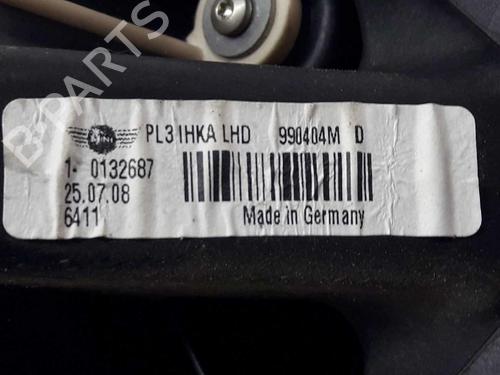 PL3 IHKA LHD 990404M D
1- 0132687
25.07.08
6411
Made in Germany
B-PARTS